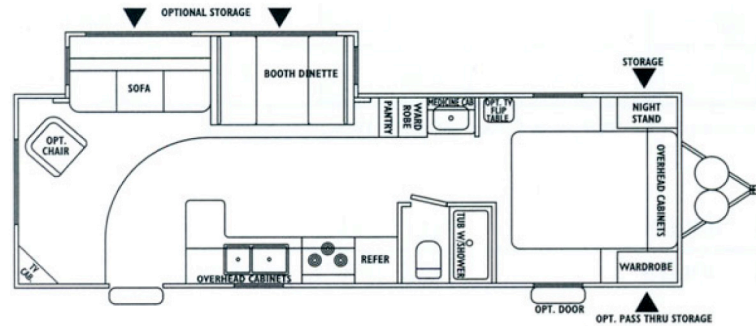 OPTIONAL STORAGE
SOFA
BOOTH DINETTE
STORAGE
OPT.
CHAIR
PANTRY
WARD
ROBE
MEDICINE CAB
OPT. TV
FLIP
TABLE
NIGHT
STAND
OVERHEAD CABINETS
TV
CAB.
OVERHEAD CABINETS
REFER
TUB W/SHOWER
WARDROBE
OPT. DOOR
OPT. PASS THRU STORAGE